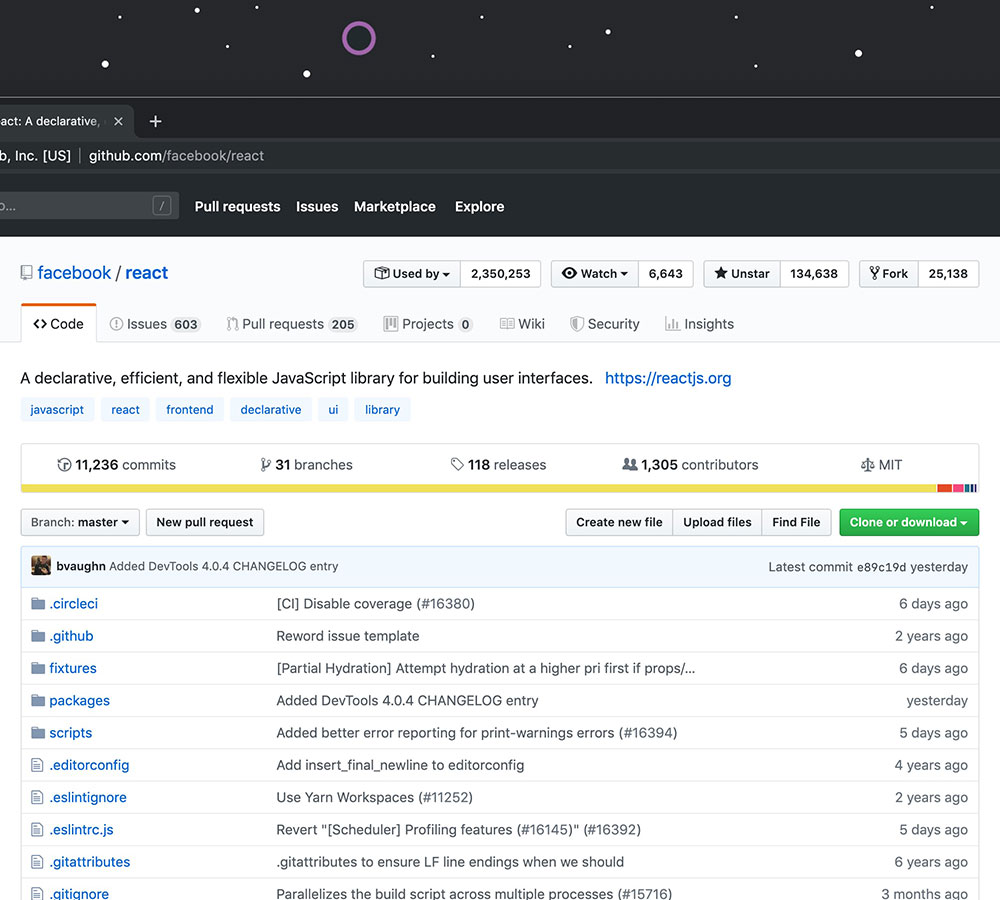 act: A declarative,
b, Inc. [US] github.com/facebook/react
o... / Pull requests Issues Marketplace Explore
facebook / react Used by 2,350,253 Watch 6,643 Unstar 134,638 Fork 25,138
Code Issues 603 Pull requests 205 Projects 0 Wiki Security Insights
A declarative, efficient, and flexible JavaScript library for building user interfaces. https://reactjs.org
javascript react frontend declarative ui library
11,236 commits 31 branches 118 releases 1,305 contributors MIT
Branch: master New pull request Create new file Upload files Find File Clone or download
bvaughn Added DevTools 4.0.4 CHANGELOG entry Latest commit e89c19d yesterday
.circleci [CI] Disable coverage (#16380) 6 days ago
.github Reword issue template 2 years ago
fixtures [Partial Hydration] Attempt hydration at a higher pri first if props/... 6 days ago
packages Added DevTools 4.0.4 CHANGELOG entry yesterday
scripts Added better error reporting for print-warnings errors (#16394) 5 days ago
.editorconfig Add insert_final_newline to editorconfig 4 years ago
.eslintignore Use Yarn Workspaces (#11252) 2 years ago
.eslintrc.js Revert "[Scheduler] Profiling features (#16145)" (#16392) 5 days ago
.gitattributes .gitattributes to ensure LF line endings when we should 6 years ago
.gitignore Parallelizes the build script across multiple processes (#15716) 3 months ago